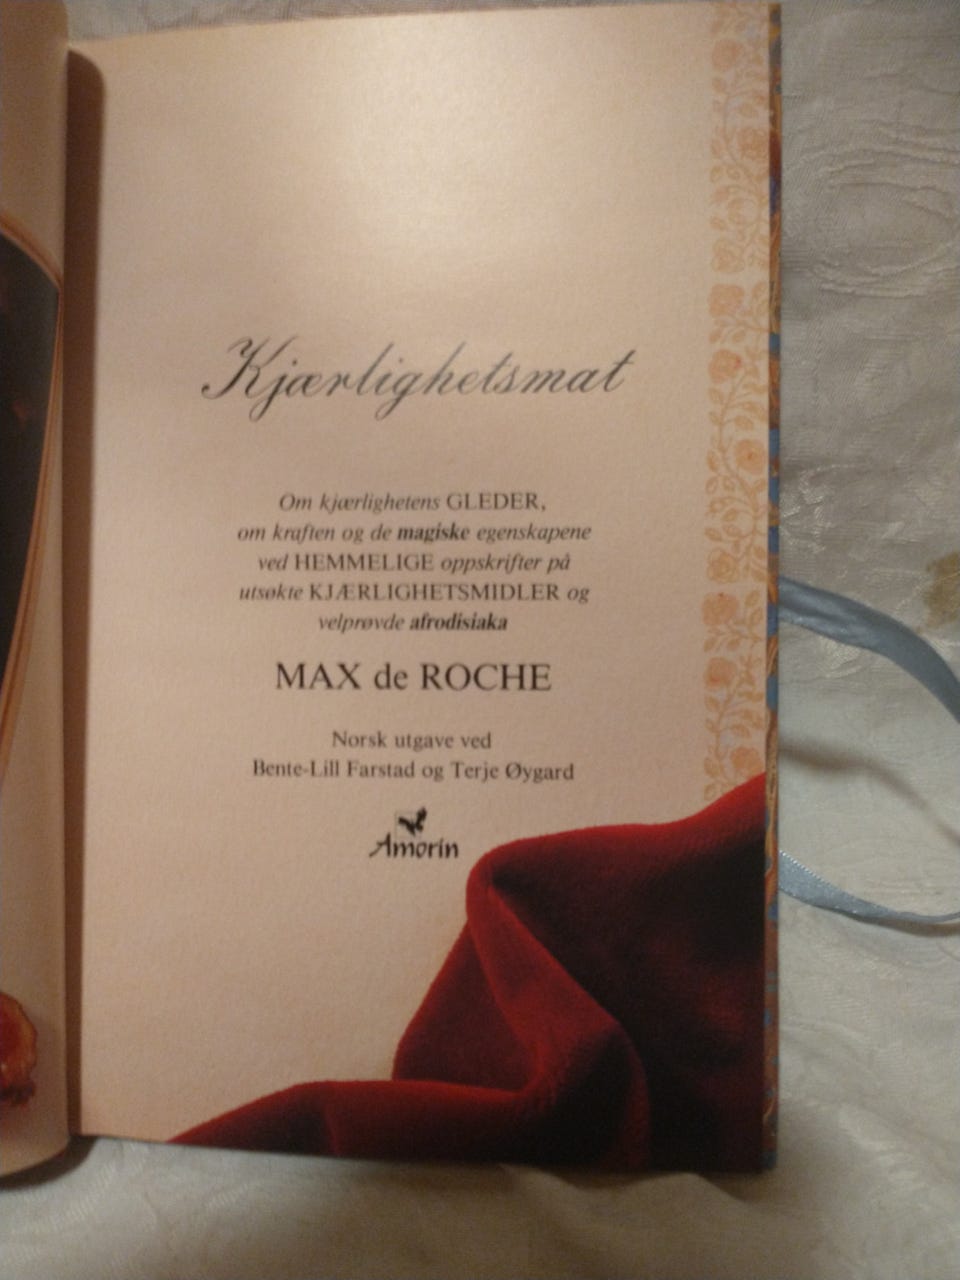 Kjærlighetsmat
Om kjærlighetens GLEDER,
om kraften og de magiske egenskapene
ved HEMMELIGE oppskrifter på
utsøkte KJÆRLIGHETSMIDLER og
velprøvde afrodisiaka
MAX de ROCHE
Norsk utgave ved
Bente-Lill Farstad og Terje Øygard
Amorin